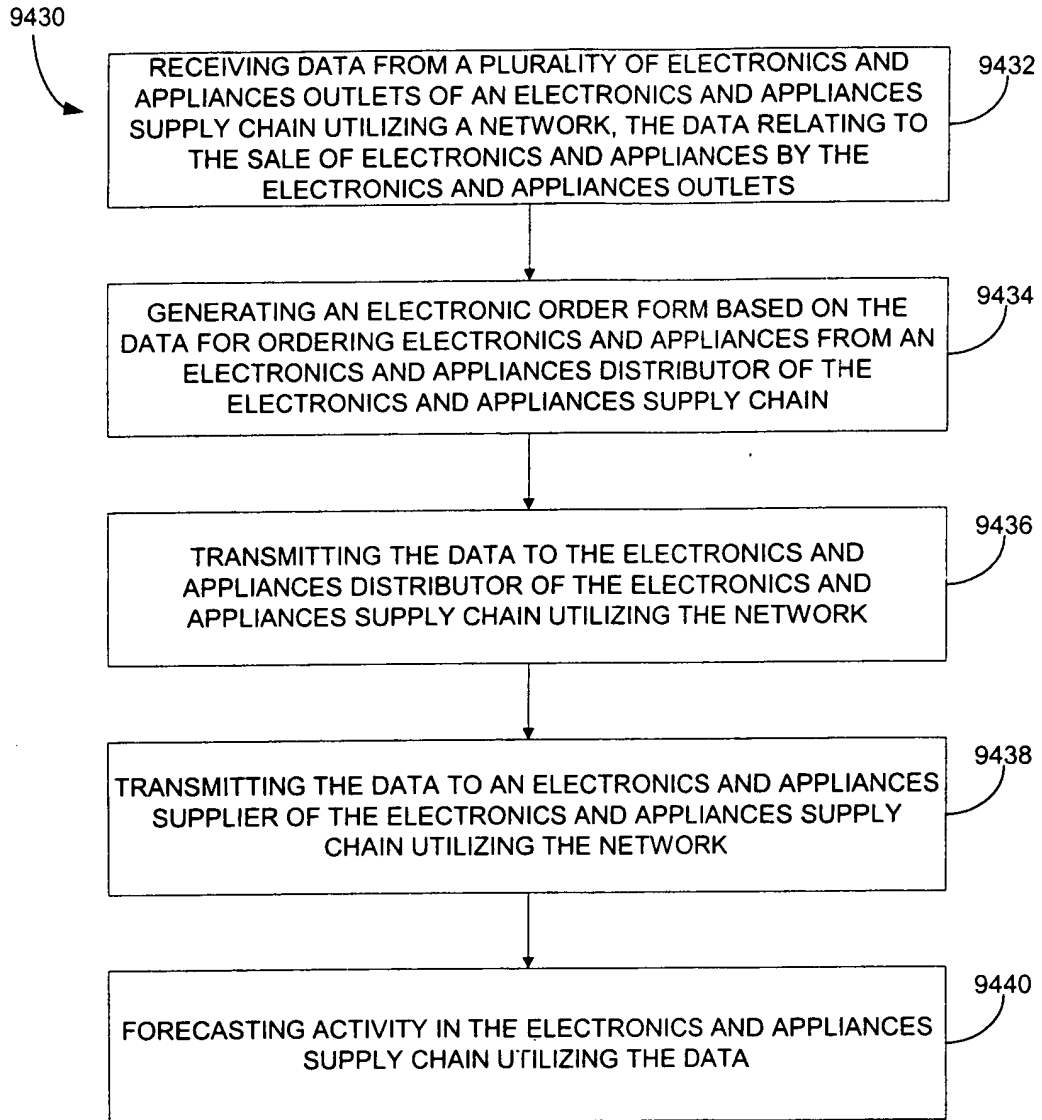 9430
RECEIVING DATA FROM A PLURALITY OF ELECTRONICS AND
APPLIANCES OUTLETS OF AN ELECTRONICS AND APPLIANCES
SUPPLY CHAIN UTILIZING A NETWORK, THE DATA RELATING TO
THE SALE OF ELECTRONICS AND APPLIANCES BY THE
ELECTRONICS AND APPLIANCES OUTLETS
9432
GENERATING AN ELECTRONIC ORDER FORM BASED ON THE
DATA FOR ORDERING ELECTRONICS AND APPLIANCES FROM AN
ELECTRONICS AND APPLIANCES DISTRIBUTOR OF THE
ELECTRONICS AND APPLIANCES SUPPLY CHAIN
9434
TRANSMITTING THE DATA TO THE ELECTRONICS AND
APPLIANCES DISTRIBUTOR OF THE ELECTRONICS AND
APPLIANCES SUPPLY CHAIN UTILIZING THE NETWORK
9436
TRANSMITTING THE DATA TO AN ELECTRONICS AND APPLIANCES
SUPPLIER OF THE ELECTRONICS AND APPLIANCES SUPPLY
CHAIN UTILIZING THE NETWORK
9438
FORECASTING ACTIVITY IN THE ELECTRONICS AND APPLIANCES
SUPPLY CHAIN UTILIZING THE DATA
9440